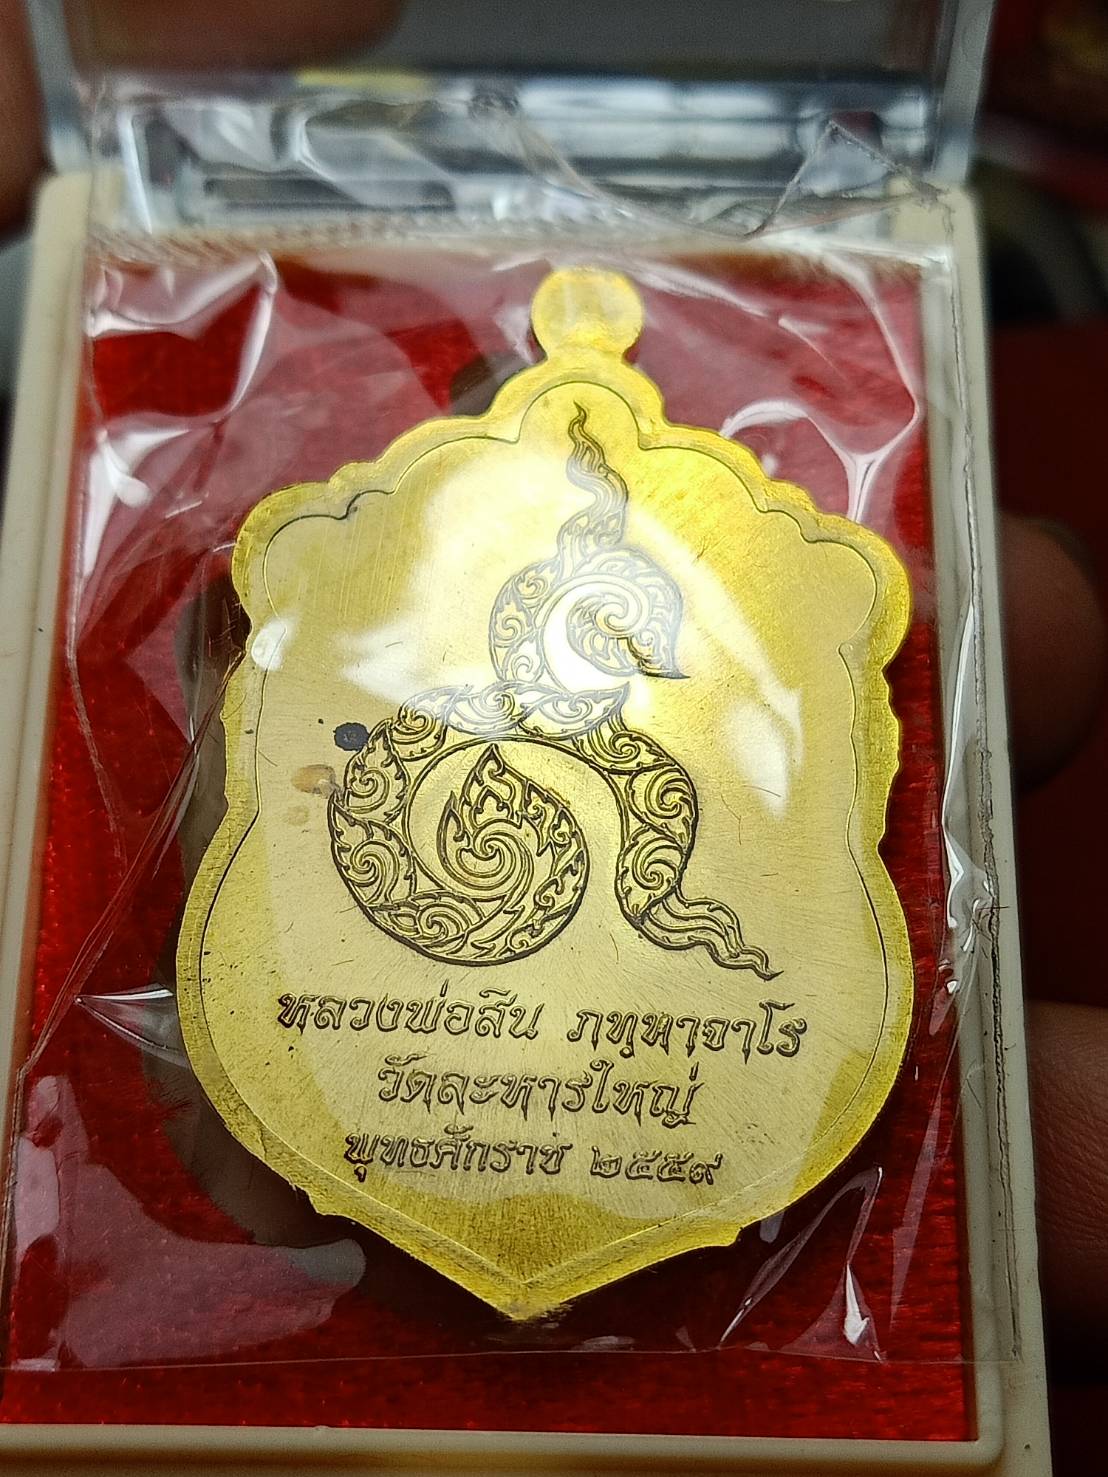 หลวงพ่อสิน ภทฺทาจาโร
วัดละหารใหญ่
พุทธศักราช ๒๕๕๙